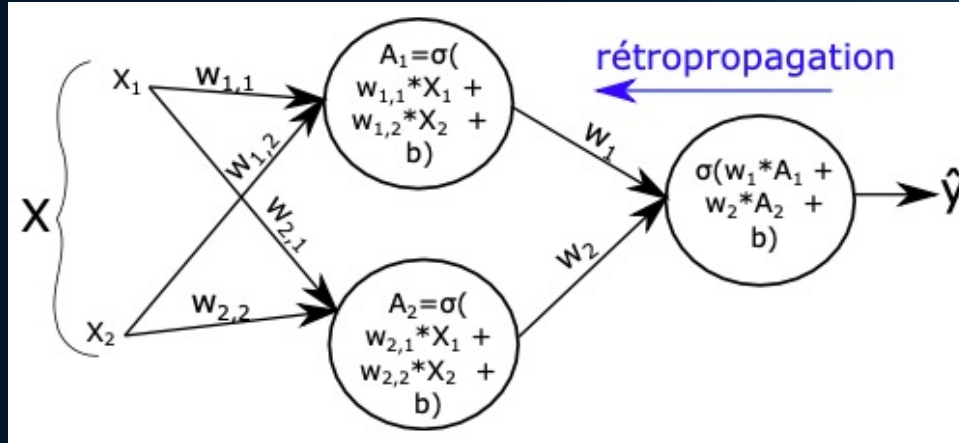 X
X₁
X₂
w₁,₁
w₁,₂
w₂,₁
w₂,₂
A₁=σ(
w₁,₁*X₁ +
w₁,₂*X₂ +
b)
A₂=σ(
w₂,₁*X₁ +
w₂,₂*X₂ +
b)
w₁
w₂
rétropropagation
σ(w₁*A₁ +
w₂*A₂ +
b)
ŷ